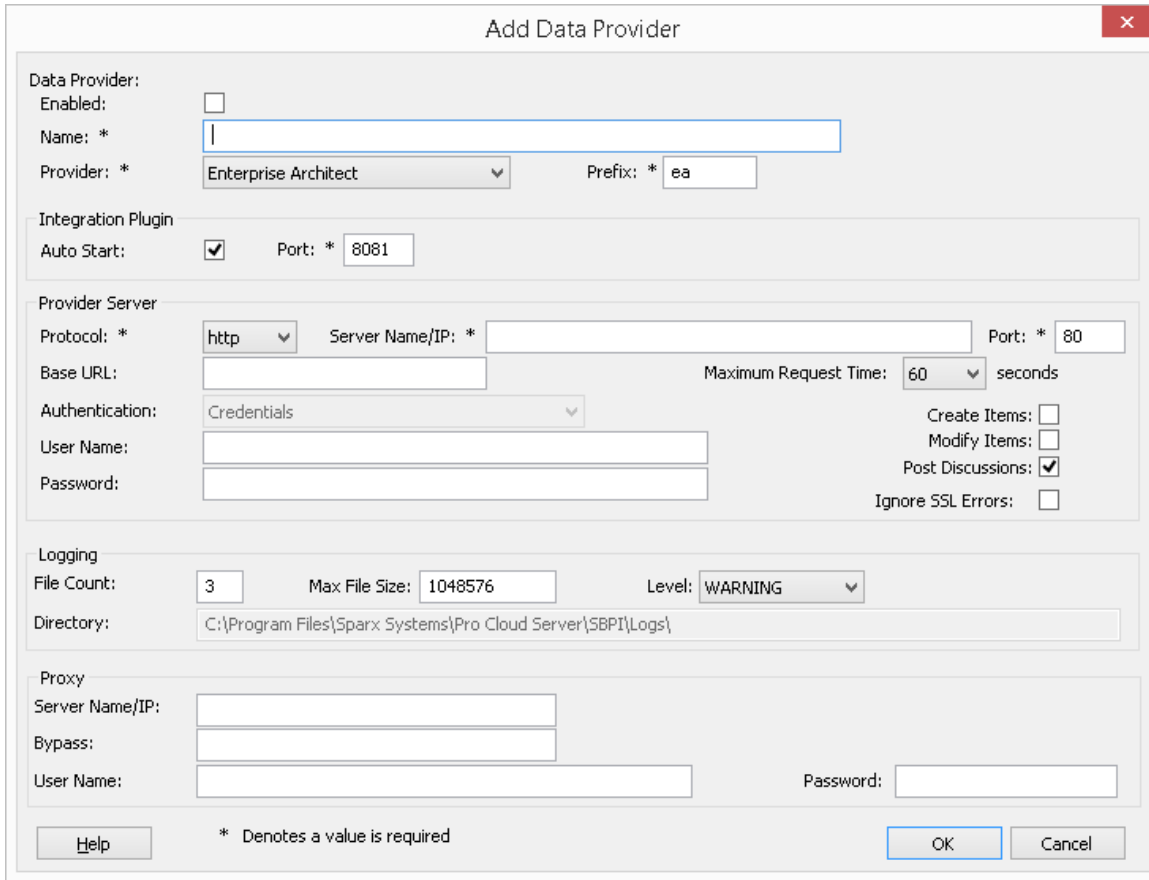 Add Data Provider
Data Provider:
Enabled:
Name: *
Provider: * Enterprise Architect Prefix: * ea
Integration Plugin
Auto Start: Port: * 8081
Provider Server
Protocol: * http Server Name/IP: * Port: * 80
Base URL: Maximum Request Time: 60 seconds
Authentication: Credentials Create Items:
User Name: Modify Items:
Post Discussions:
Password:
Ignore SSL Errors:
Logging
File Count: 3 Max File Size: 1048576 Level: WARNING
Directory: C:\Program Files\Sparx Systems\Pro Cloud Server\SBPI\Logs\
Proxy
Server Name/IP:
Bypass:
User Name: Password:
Help * Denotes a value is required OK Cancel